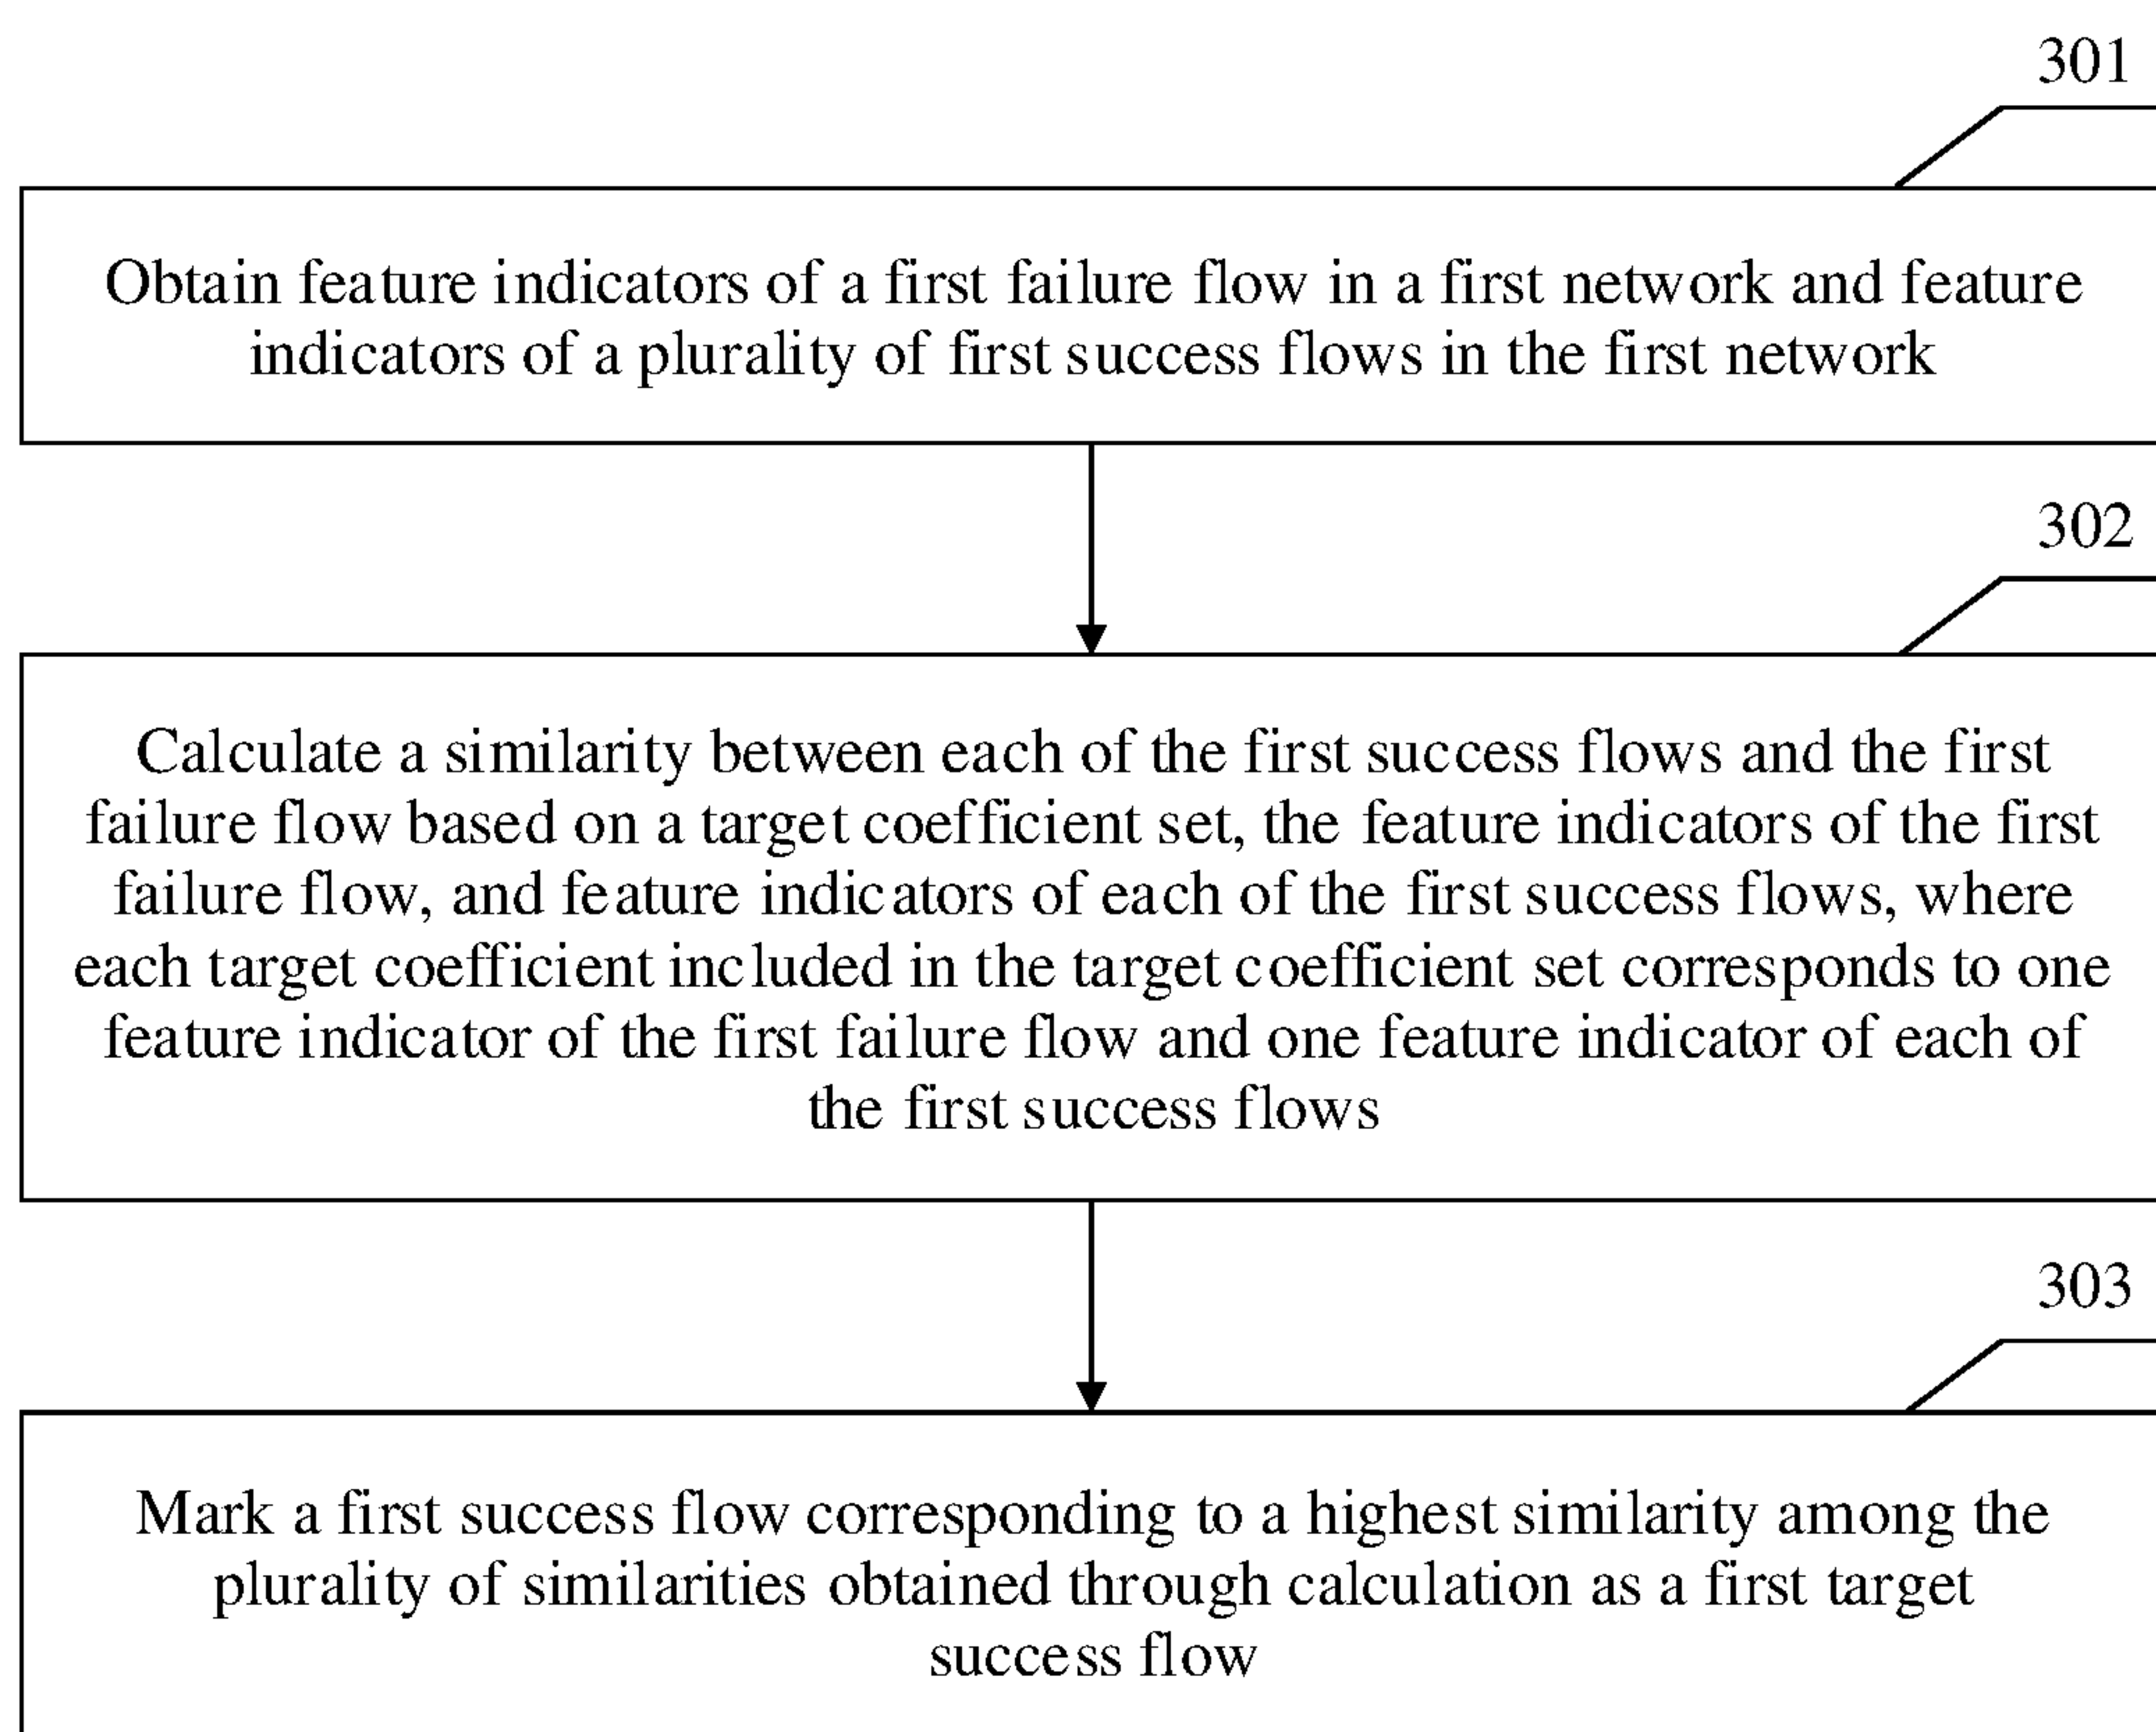 301
Obtain feature indicators of a first failure flow in a first network and feature
indicators of a plurality of first success flows in the first network
302
Calculate a similarity between each of the first success flows and the first
failure flow based on a target coefficient set, the feature indicators of the first
failure flow, and feature indicators of each of the first success flows, where
each target coefficient included in the target coefficient set corresponds to one
feature indicator of the first failure flow and one feature indicator of each of
the first success flows
303
Mark a first success flow corresponding to a highest similarity among the
plurality of similarities obtained through calculation as a first target
success flow